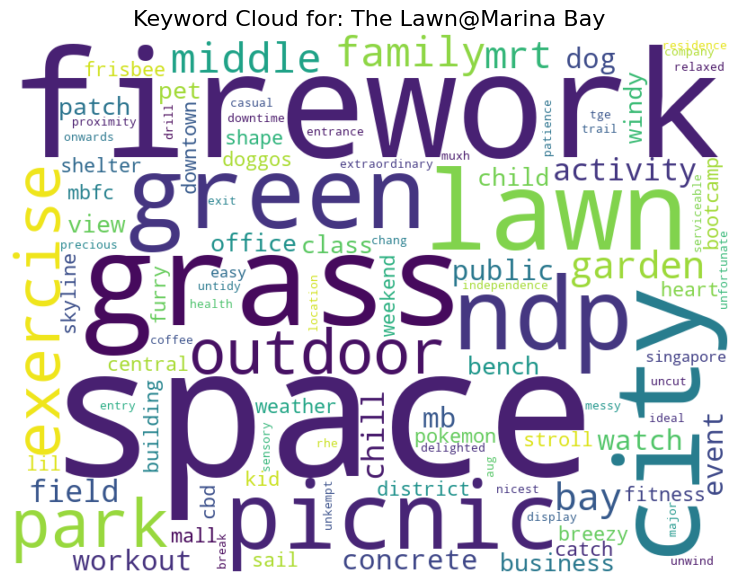 Keyword Cloud for: The Lawn@Marina Bay
residence
company
frisbee
middle
family
mrt
dog
relaxed
firework
pet
patch
casual
downtime
proximity
drill
entrance
patience
tge
trail
windy
onwards
shape
downtown
shelter
doggos
extraordinary
muxh
activity
green
lawn
child
mbfc
exit
bootcamp
serviceable
exercise
view
office
class
chang
precious
skyline
easy
untidy
grass
weekend
public
garden
heart
unfortunate
furry
health
location
independence
ndp
city
coffee
outdoor
central
bench
singapore
space
building
weather
chill
uncut
entry
mb
messy
ideal
pokemon
stroll
watch
event
lil
sensory
rhe
delighted
kid
aug
field
cbd
district
nicest
bay
fitness
park
picnic
unkempt
display
major
mall
break
sail
breezy
catch
workout
concrete
business
unwind